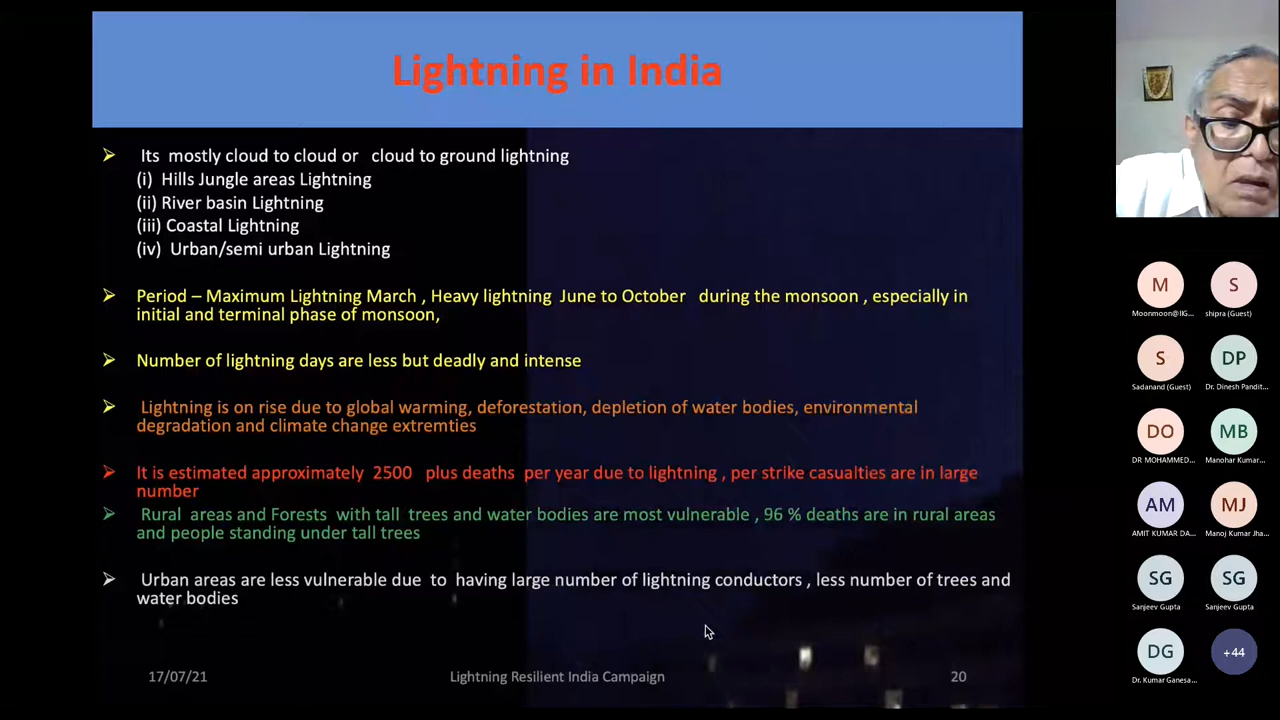 Lightning in India
➢ Its mostly cloud to cloud or cloud to ground lightning
(i) Hills Jungle areas Lightning
(ii) River basin Lightning
(iii) Coastal Lightning
(iv) Urban/semi urban Lightning
➢ Period – Maximum Lightning March , Heavy lightning June to October during the monsoon , especially in
initial and terminal phase of monsoon,
➢ Number of lightning days are less but deadly and intense
➢ Lightning is on rise due to global warming, deforestation, depletion of water bodies, environmental
degradation and climate change extremties
➢ It is estimated approximately 2500 plus deaths per year due to lightning , per strike casualties are in large
number
➢ Rural areas and Forests with tall trees and water bodies are most vulnerable , 96 % deaths are in rural areas
and people standing under tall trees
➢ Urban areas are less vulnerable due to having large number of lightning conductors , less number of trees and
water bodies
17/07/21 Lightning Resilient India Campaign 20
M S
Moonmoon@IIG... shipra (Guest)
S DP
Sadanand (Guest) Dr. Dinesh Pandit...
DO MB
DR MOHAMMED... Manohar Kumar...
AM MJ
AMIT KUMAR DA... Manoj Kumar Jha...
SG SG
Sanjeev Gupta Sanjeev Gupta
DG +44
Dr. Kumar Ganesa...